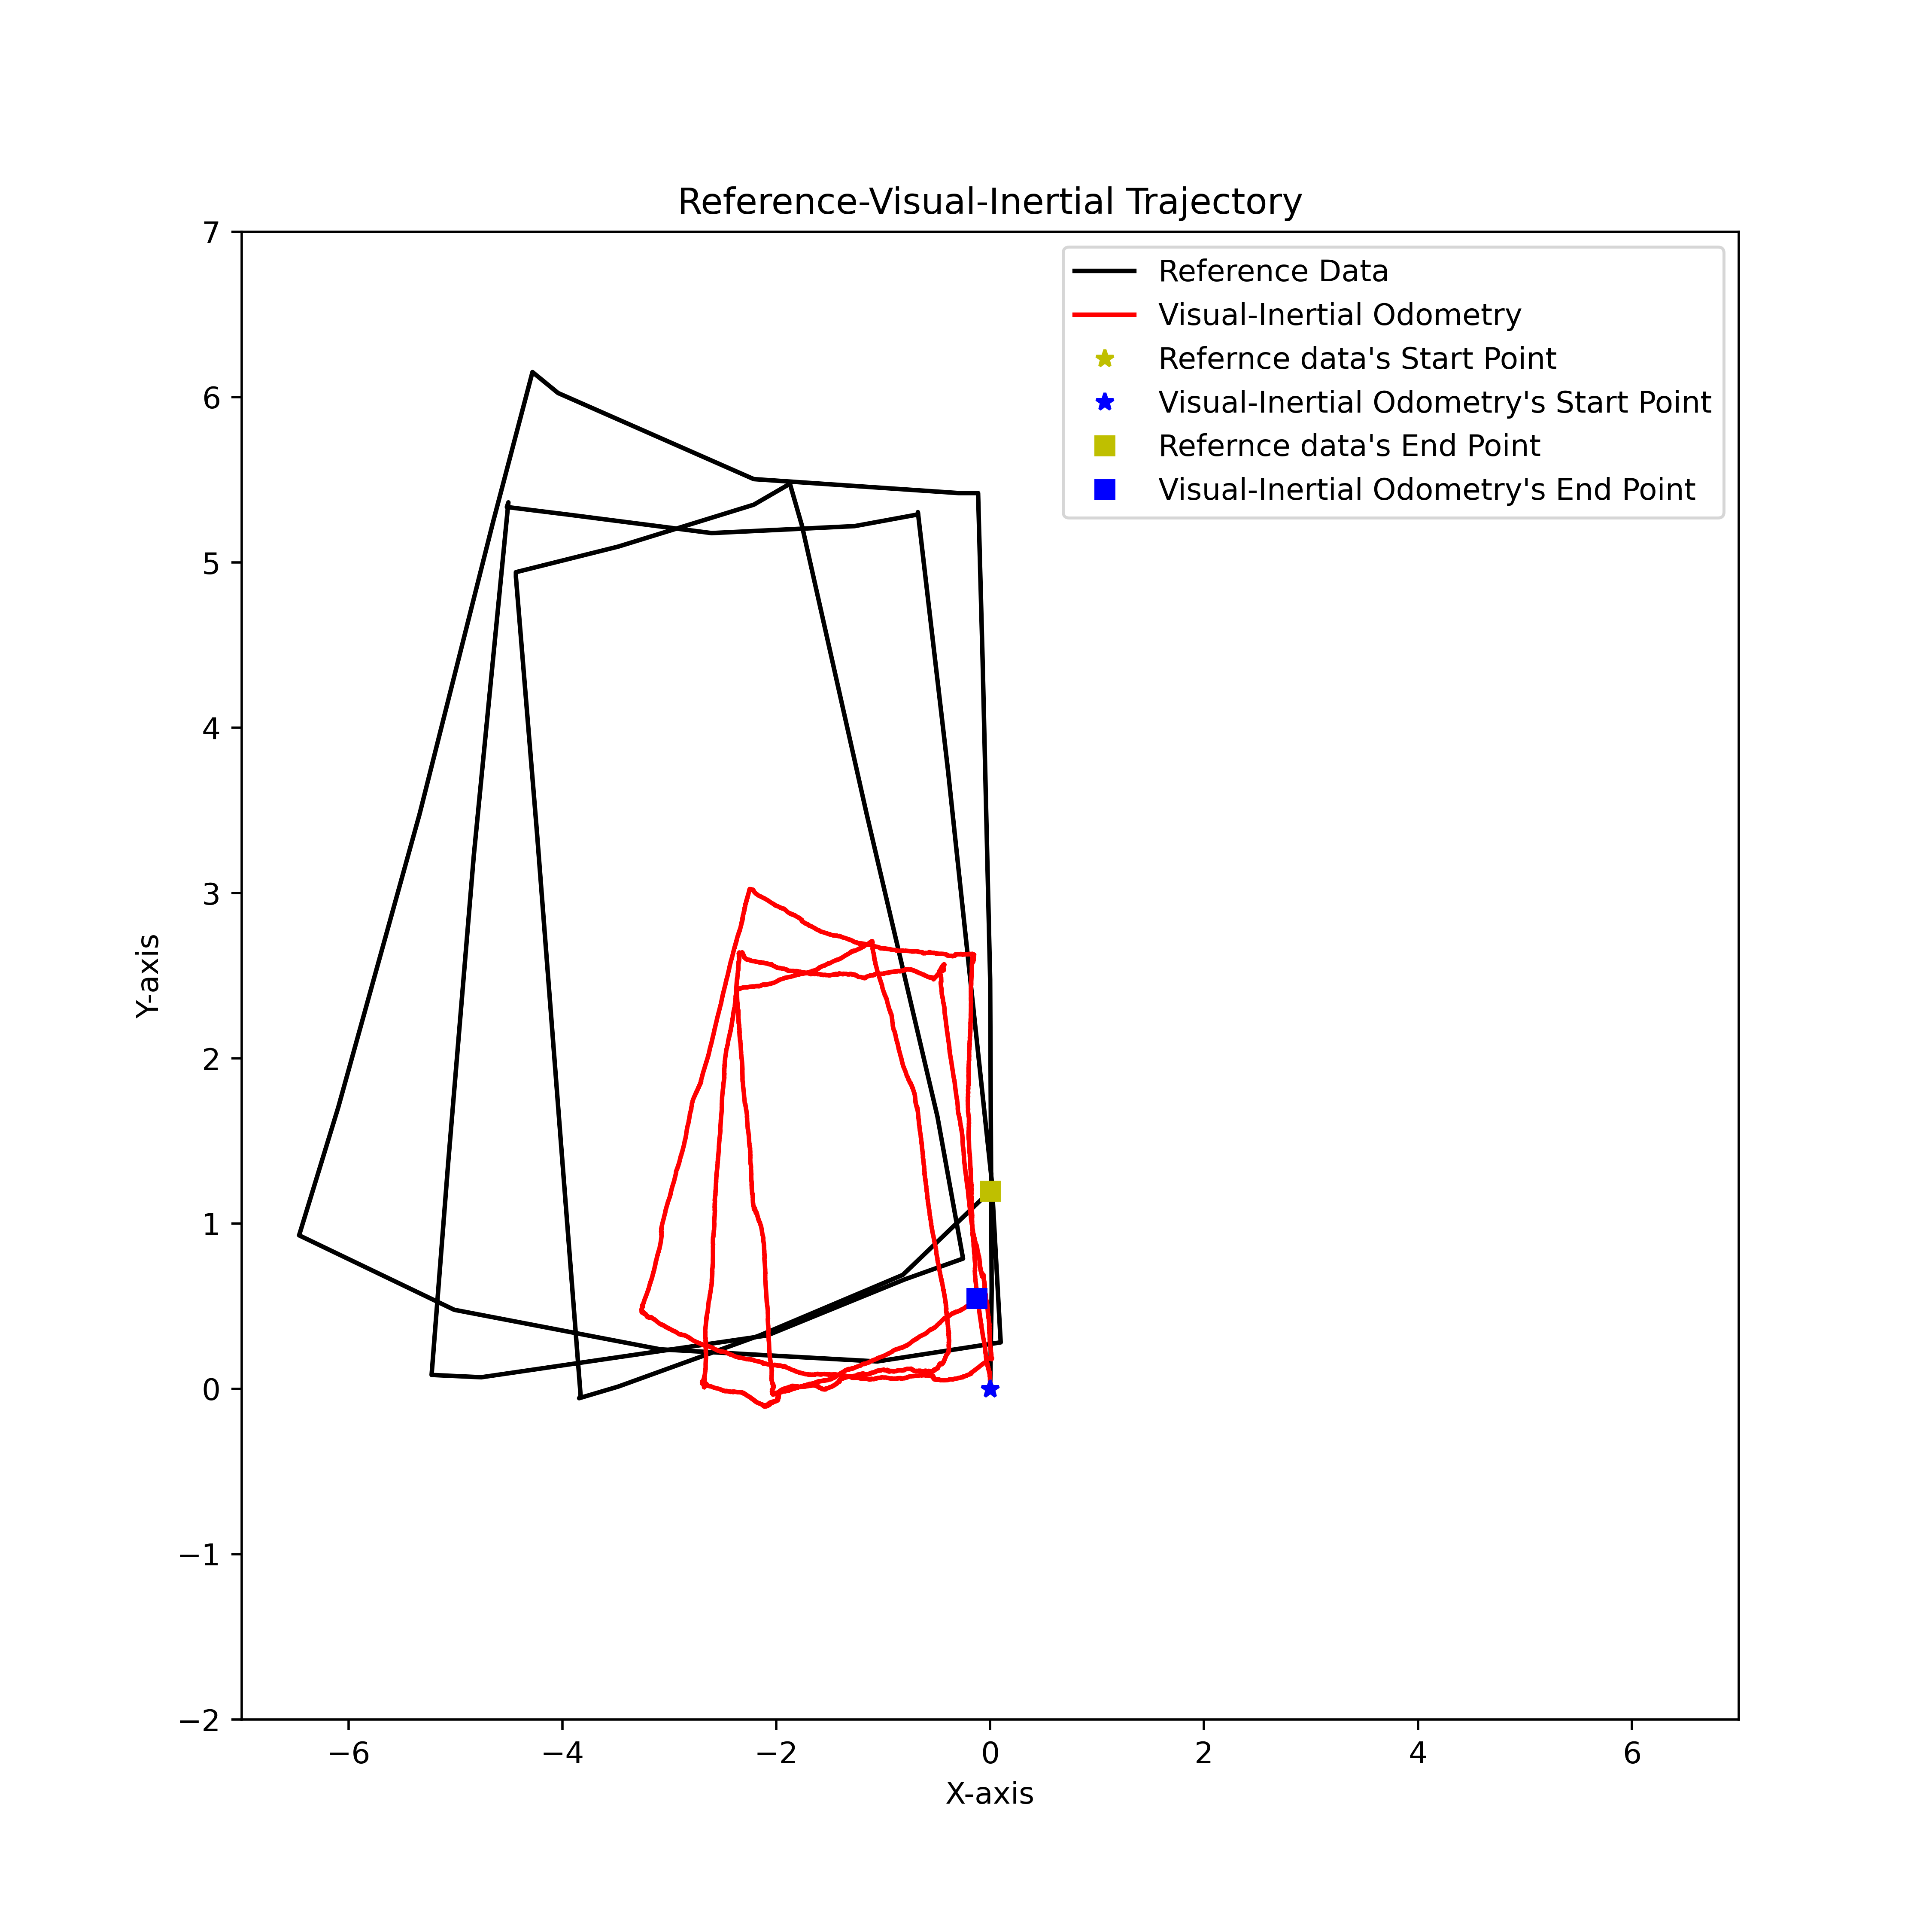 Reference-Visual-Inertial Trajectory
Reference Data
Visual-Inertial Odometry
Refernce data's Start Point
Visual-Inertial Odometry's Start Point
Refernce data's End Point
Visual-Inertial Odometry's End Point
7
6
5
4
3
2
1
0
−1
−2
Y-axis
−6 −4 −2 0 2 4 6
X-axis